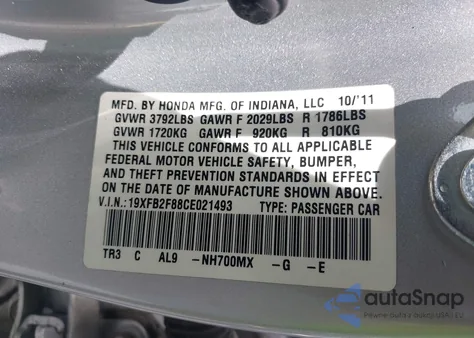 MFD. BY HONDA MFG. OF INDIANA, LLC 10/'11
GVWR 3792LBS GAWR F 2029LBS R 1786LBS
GVWR 1720KG GAWR F 920KG R 810KG
THIS VEHICLE CONFORMS TO ALL APPLICABLE
FEDERAL MOTOR VEHICLE SAFETY, BUMPER,
AND THEFT PREVENTION STANDARDS IN EFFECT
ON THE DATE OF MANUFACTURE SHOWN ABOVE.
V.I.N.: 19XFB2F88CE021493 TYPE: PASSENGER CAR
TR3 C AL9 -NH700MX -G -E
autoSnap